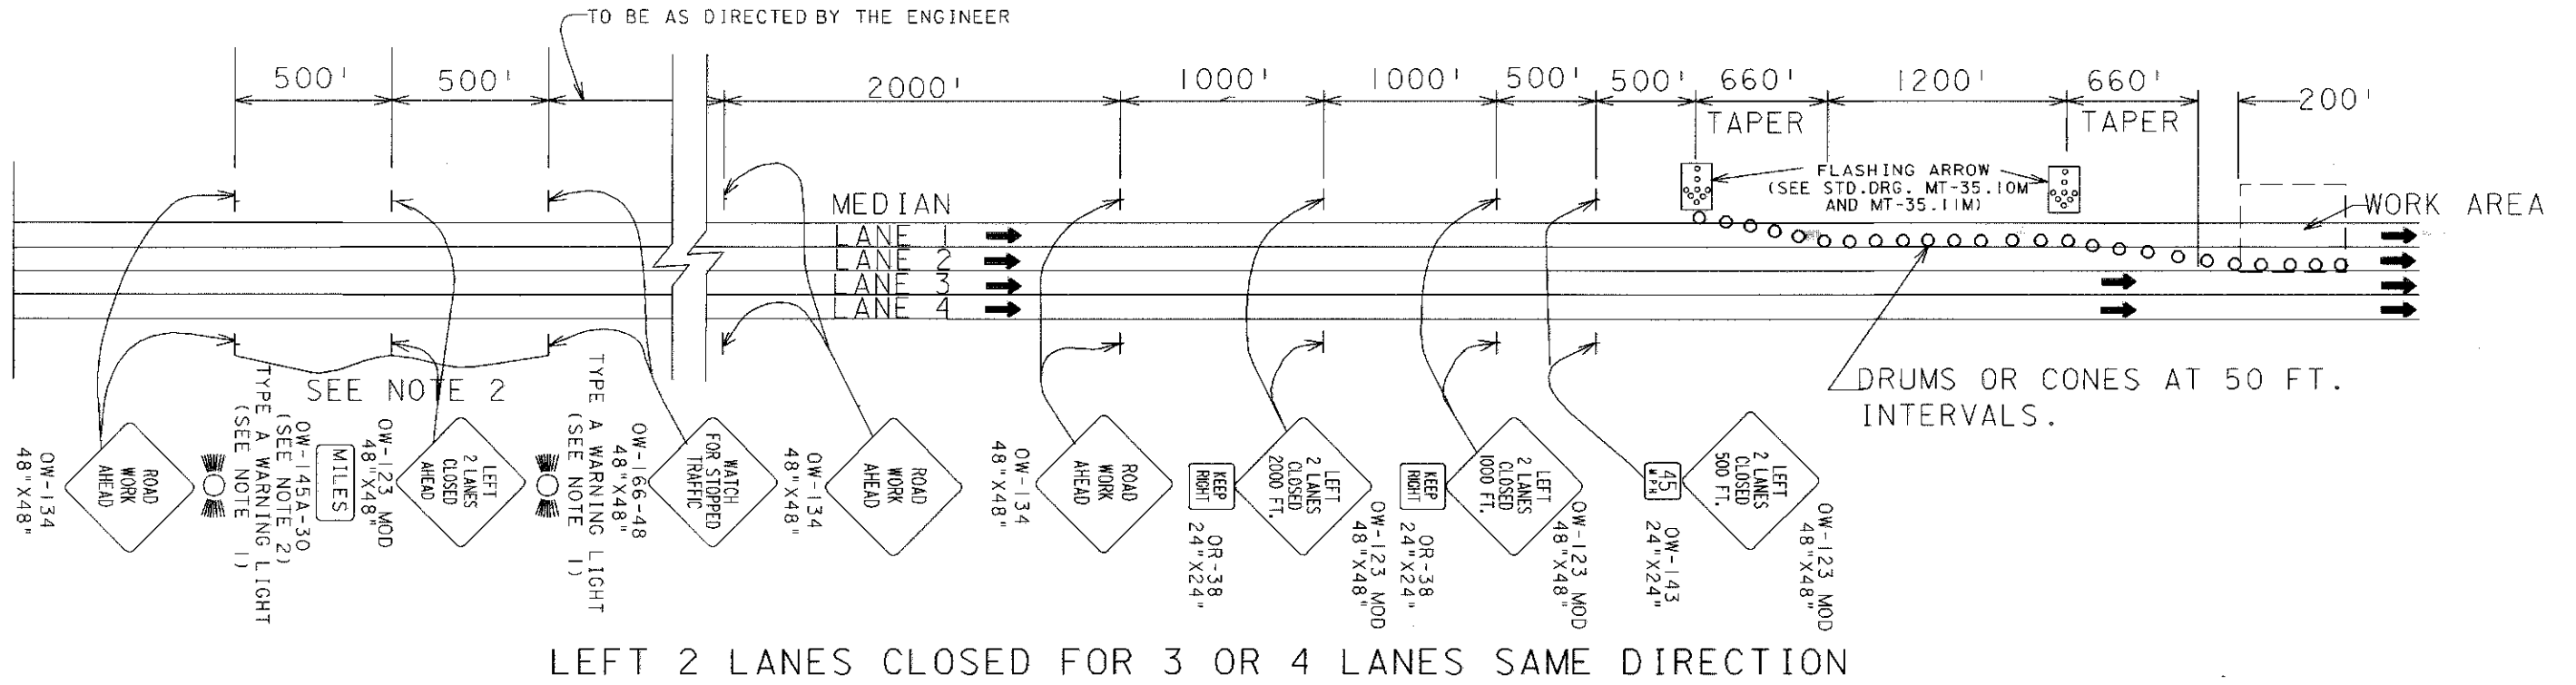 TO BE AS DIRECTED BY THE ENGINEER
500'
500'
2000'
1000'
1000'
500'
500'
660'
1200'
660'
200'
TAPER
TAPER
FLASHING ARROW
(SEE STD.DRG. MT-35.10M
AND MT-35.11M)
WORK AREA
MEDIAN
LANE 1
LANE 2
LANE 3
LANE 4
DRUMS OR CONES AT 50 FT.
INTERVALS.
SEE NOTE 2
OW-134
48"X48"
ROAD
WORK
AHEAD
TYPE A WARNING LIGHT
(SEE NOTE 1)
OW-145A-30
(SEE NOTE 2)
MILES
OW-123 MOD
48"X48"
LEFT
2 LANES
CLOSED
AHEAD
TYPE A WARNING LIGHT
(SEE NOTE 1)
OW-166-48
48"X48"
WATCH
FOR STOPPED
TRAFFIC
OW-134
48"X48"
ROAD
WORK
AHEAD
OW-134
48"X48"
ROAD
WORK
AHEAD
KEEP
RIGHT
OR-38
24"X24"
LEFT
2 LANES
CLOSED
2000 FT.
OW-123 MOD
48"X48"
KEEP
RIGHT
OR-38
24"X24"
LEFT
2 LANES
CLOSED
1000 FT.
OW-123 MOD
48"X48"
45
MPH
OW-143
24"X24"
LEFT
2 LANES
CLOSED
500 FT.
OW-123 MOD
48"X48"
LEFT 2 LANES CLOSED FOR 3 OR 4 LANES SAME DIRECTION